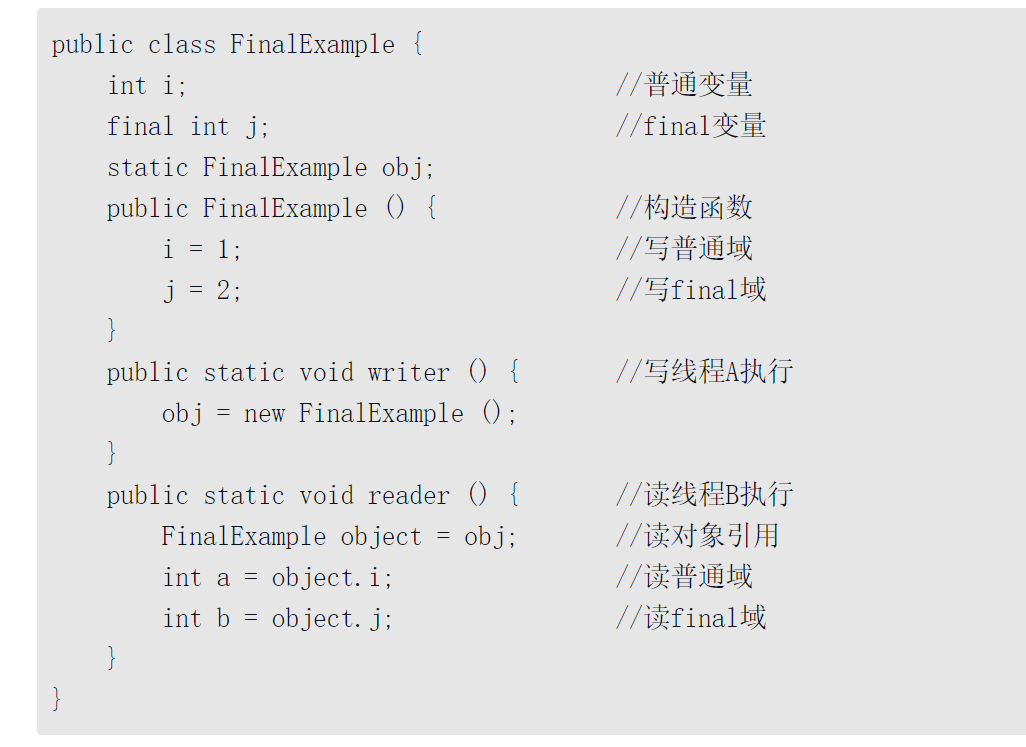 public class FinalExample {
    int i;                               //普通变量
    final int j;                         //final变量
    static FinalExample obj;
    public FinalExample () {             //构造函数
        i = 1;                           //写普通域
        j = 2;                           //写final域
    }
    public static void writer () {       //写线程A执行
        obj = new FinalExample ();
    }
    public static void reader () {       //读线程B执行
        FinalExample object = obj;       //读对象引用
        int a = object.i;                //读普通域
        int b = object.j;                //读final域
    }
}